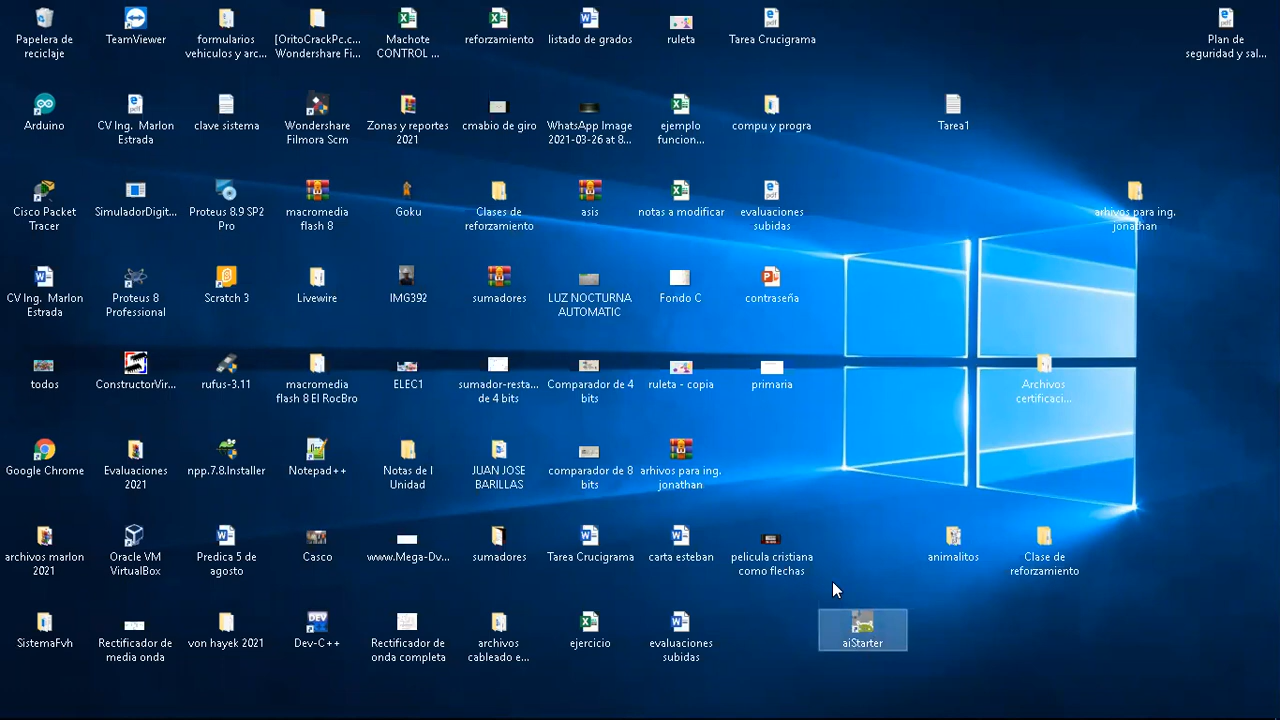 Papelera de
reciclaje
TeamViewer
formularios
vehiculos y arc...
[OritoCrackPc.c...
Wondershare Fi...
Machote
CONTROL ...
reforzamiento
listado de grados
ruleta
Tarea Crucigrama
Plan de
seguridad y sal...
Arduino
CV Ing. Marlon
Estrada
clave sistema
Wondershare
Filmora Scrn
Zonas y reportes
2021
cmabio de giro
WhatsApp Image
2021-03-26 at 8...
ejemplo
funcion...
compu y progra
Tarea1
Cisco Packet
Tracer
SimuladorDigit...
Proteus 8.9 SP2
Pro
macromedia
flash 8
Goku
Clases de
reforzamiento
asis
notas a modificar
evaluaciones
subidas
arhivos para ing.
jonathan
CV Ing. Marlon
Estrada
Proteus 8
Professional
Scratch 3
Livewire
IMG392
sumadores
LUZ NOCTURNA
AUTOMATIC
Fondo C
contraseña
todos
ConstructorVir...
rufus-3.11
macromedia
flash 8 El RocBro
ELEC1
sumador-resta...
de 4 bits
Comparador de 4
bits
ruleta - copia
primaria
Archivos
certificaci...
Google Chrome
Evaluaciones
2021
npp.7.8.Installer
Notepad++
Notas de I
Unidad
JUAN JOSE
BARILLAS
comparador de 8
bits
arhivos para ing.
jonathan
archivos marlon
2021
Oracle VM
VirtualBox
Predica 5 de
agosto
Casco
www.Mega-Dv...
sumadores
Tarea Crucigrama
carta esteban
pelicula cristiana
como flechas
animalitos
Clase de
reforzamiento
SistemaFvh
Rectificador de
media onda
von hayek 2021
DEV
Dev-C++
Rectificador de
onda completa
archivos
cableado e...
ejercicio
evaluaciones
subidas
aiStarter